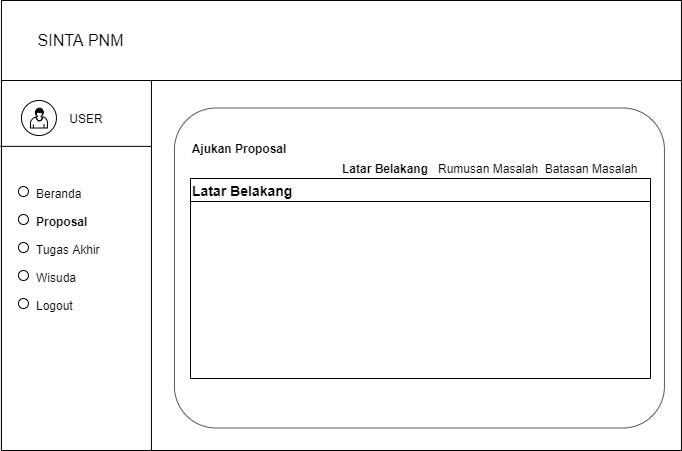 SINTA PNM
USER
Beranda
Proposal
Tugas Akhir
Wisuda
Logout
Ajukan Proposal
Latar Belakang Rumusan Masalah Batasan Masalah
Latar Belakang